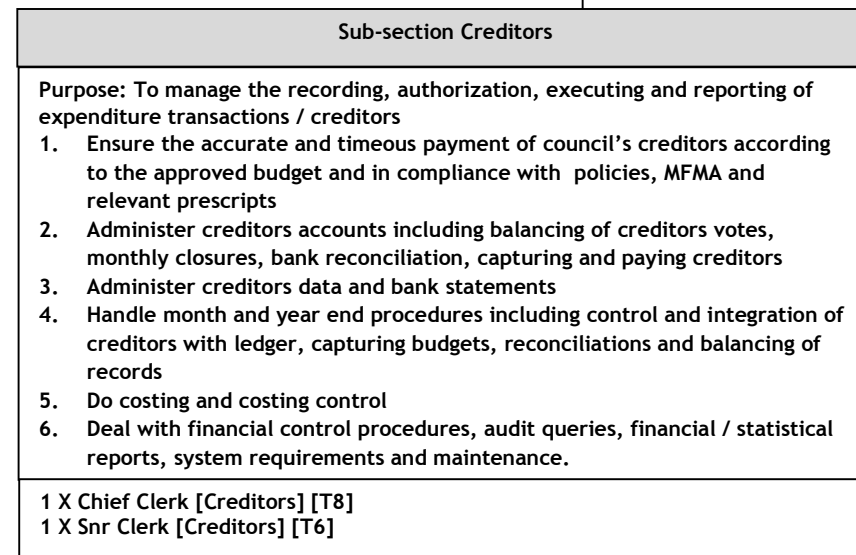 Sub-section Creditors
Purpose: To manage the recording, authorization, executing and reporting of
expenditure transactions / creditors
1. Ensure the accurate and timeous payment of council's creditors according
to the approved budget and in compliance with policies, MFMA and
relevant prescripts
2. Administer creditors accounts including balancing of creditors votes,
monthly closures, bank reconciliation, capturing and paying creditors
3. Administer creditors data and bank statements
4. Handle month and year end procedures including control and integration of
creditors with ledger, capturing budgets, reconciliations and balancing of
records
5. Do costing and costing control
6. Deal with financial control procedures, audit queries, financial / statistical
reports, system requirements and maintenance.
1 X Chief Clerk [Creditors] [T8]
1 X Snr Clerk [Creditors] [T6]